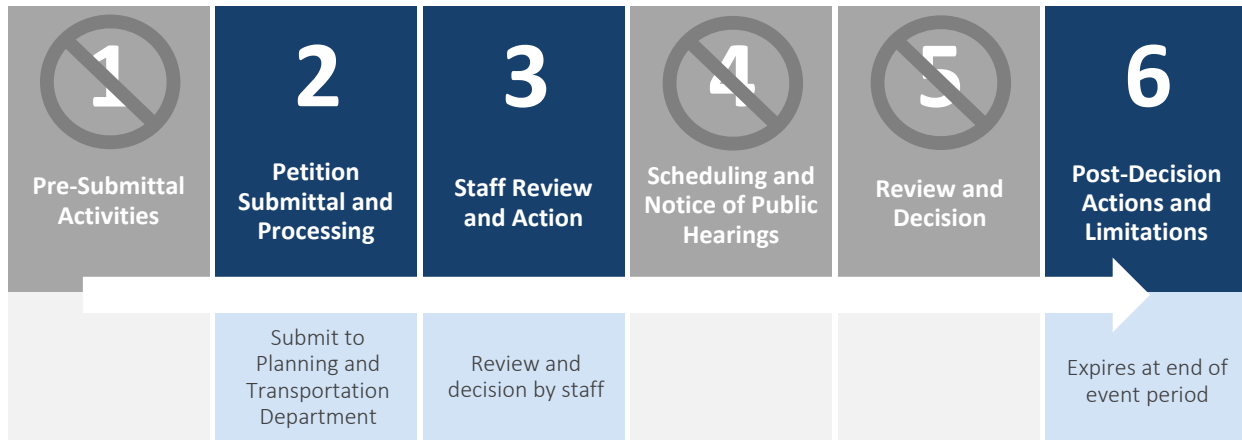 1
Pre-Submittal
Activities
2
Petition
Submittal and
Processing
3
Staff Review
and Action
4
Scheduling and
Notice of Public
Hearings
5
Review and
Decision
6
Post-Decision
Actions and
Limitations
Submit to
Planning and
Transportation
Department
Review and
decision by staff
Expires at end of
event period